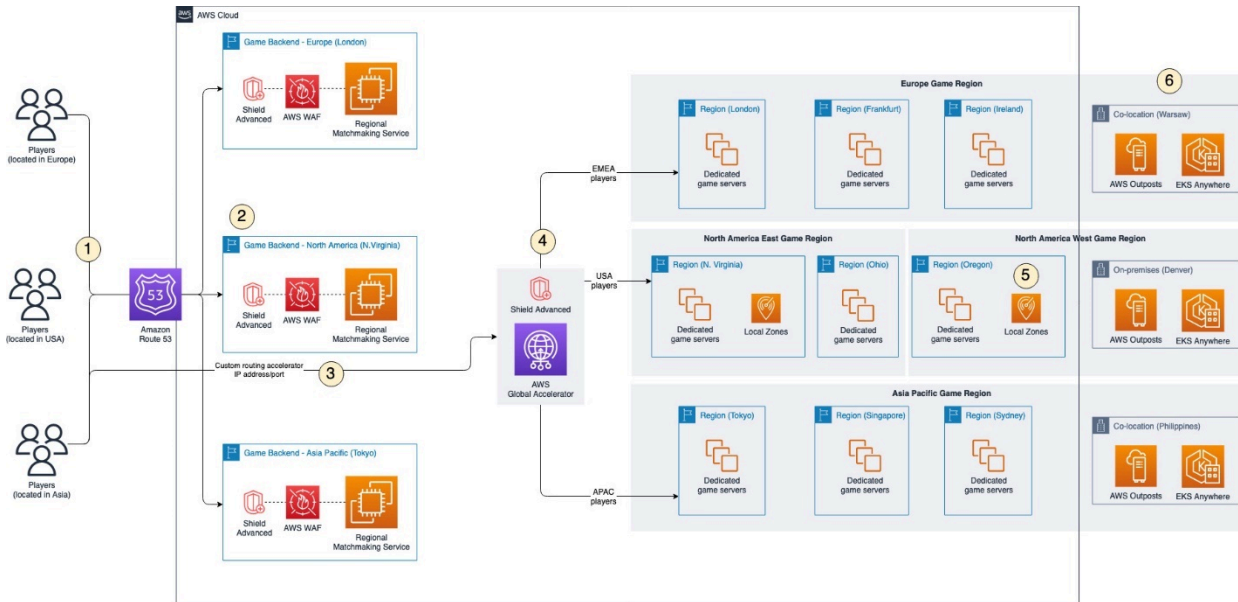 aws
AWS Cloud
Game Backend - Europe (London)
Shield
Advanced
AWS WAF
Regional
Matchmaking Service
Players
(located in Europe)
1
2
Game Backend - North America (N.Virginia)
Shield
Advanced
AWS WAF
Regional
Matchmaking Service
Players
(located in USA)
53
Amazon
Route 53
Custom routing accelerator
IP address/port
3
Players
(located in Asia)
Game Backend - Asia Pacific (Tokyo)
Shield
Advanced
AWS WAF
Regional
Matchmaking Service
4
EMEA
players
USA
players
Shield Advanced
AWS
Global Accelerator
APAC
players
Europe Game Region
6
Region (London)
Dedicated
game servers
Region (Frankfurt)
Dedicated
game servers
Region (Ireland)
Dedicated
game servers
Co-location (Warsaw)
AWS Outposts
K
EKS Anywhere
North America East Game Region
Region (N. Virginia)
Dedicated
game servers
Local Zones
Region (Ohio)
Dedicated
game servers
North America West Game Region
Region (Oregon)
5
Dedicated
game servers
Local Zones
On-premises (Denver)
AWS Outposts
K
EKS Anywhere
Asia Pacific Game Region
Region (Tokyo)
Dedicated
game servers
Region (Singapore)
Dedicated
game servers
Region (Sydney)
Dedicated
game servers
Co-location (Philippines)
AWS Outposts
K
EKS Anywhere